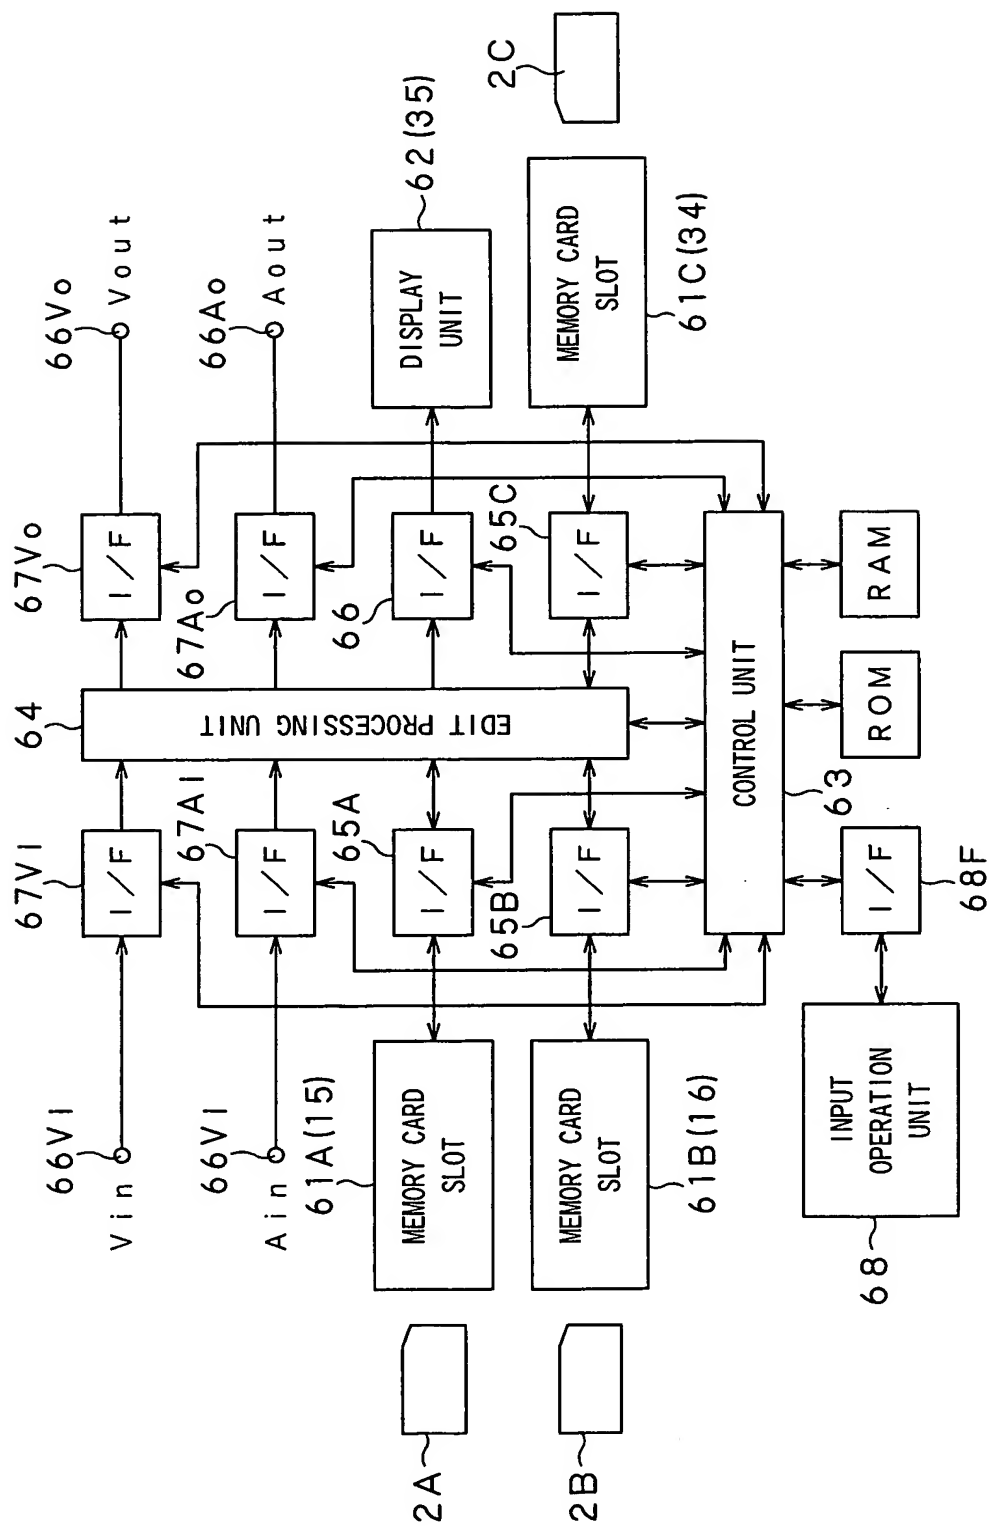 67VI
64
67Vo
66VI
66Vo
Vin
I/F
I/F
Vout
67AI
67Ao
66VI
66Ao
Ain
I/F
I/F
Aout
EDIT PROCESSING UNIT
61A(15)
65A
66
62(35)
2A
MEMORY CARD
SLOT
I/F
I/F
DISPLAY
UNIT
65B
65C
2C
2B
MEMORY CARD
SLOT
I/F
I/F
MEMORY CARD
SLOT
61B(16)
61C(34)
CONTROL UNIT
63
68
INPUT
OPERATION
UNIT
I/F
ROM
RAM
68F